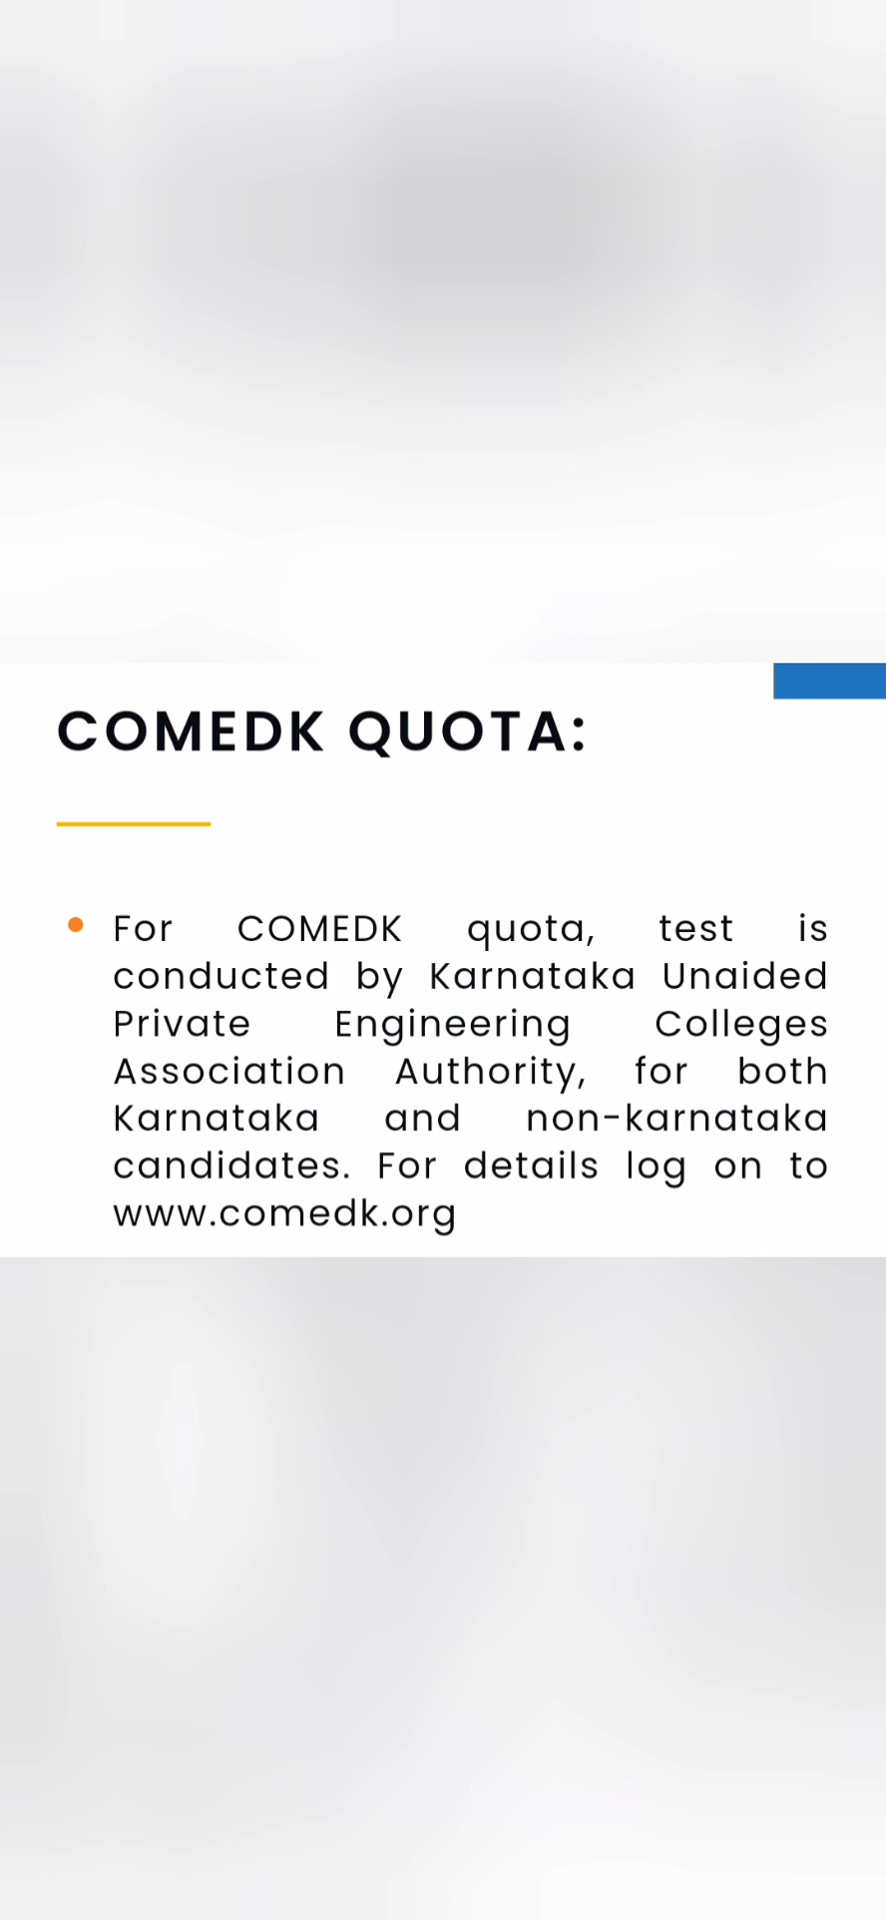 COMEDK QUOTA:
For COMEDK quota, test is
conducted by Karnataka Unaided
Private Engineering Colleges
Association Authority, for both
Karnataka and non-karnataka
candidates. For details log on to
www.comedk.org